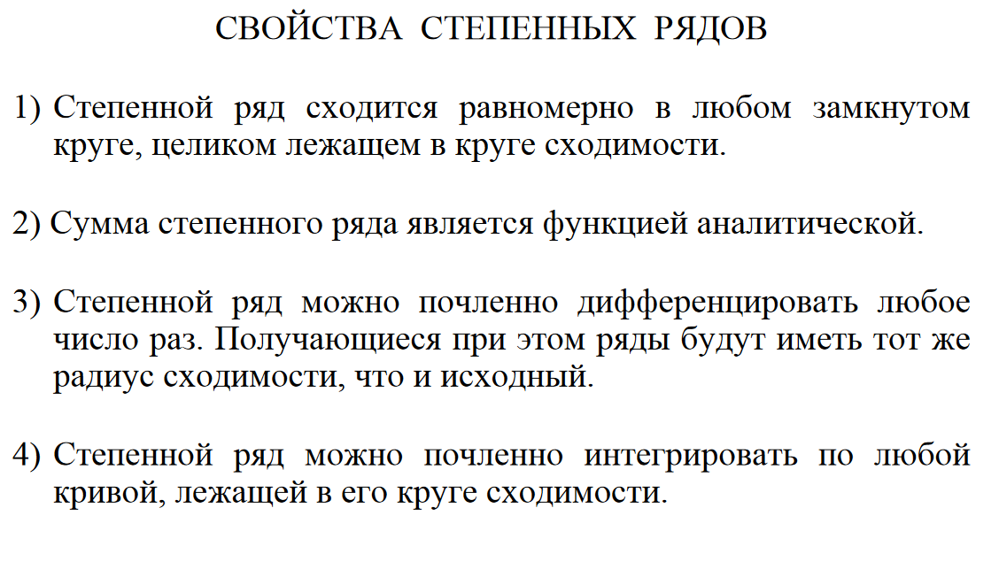 СВОЙСТВА СТЕПЕННЫХ РЯДОВ
1) Степенной ряд сходится равномерно в любом замкнутом
круге, целиком лежащем в круге сходимости.
2) Сумма степенного ряда является функцией аналитической.
3) Степенной ряд можно почленно дифференцировать любое
число раз. Получающиеся при этом ряды будут иметь тот же
радиус сходимости, что и исходный.
4) Степенной ряд можно почленно интегрировать по любой
кривой, лежащей в его круге сходимости.